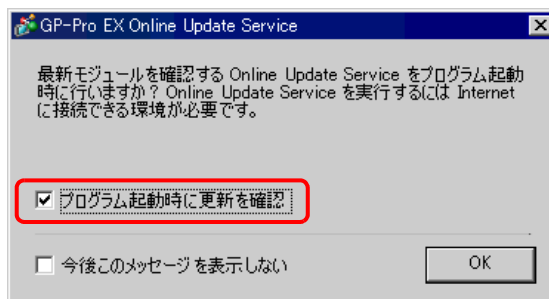 GP-Pro EX Online Update Service
最新モジュールを確認する Online Update Service をプログラム起動
時に行いますか？ Online Update Service を実行するには Internet
に接続できる環境が必要です。
プログラム起動時に更新を確認
今後このメッセージを表示しない
OK